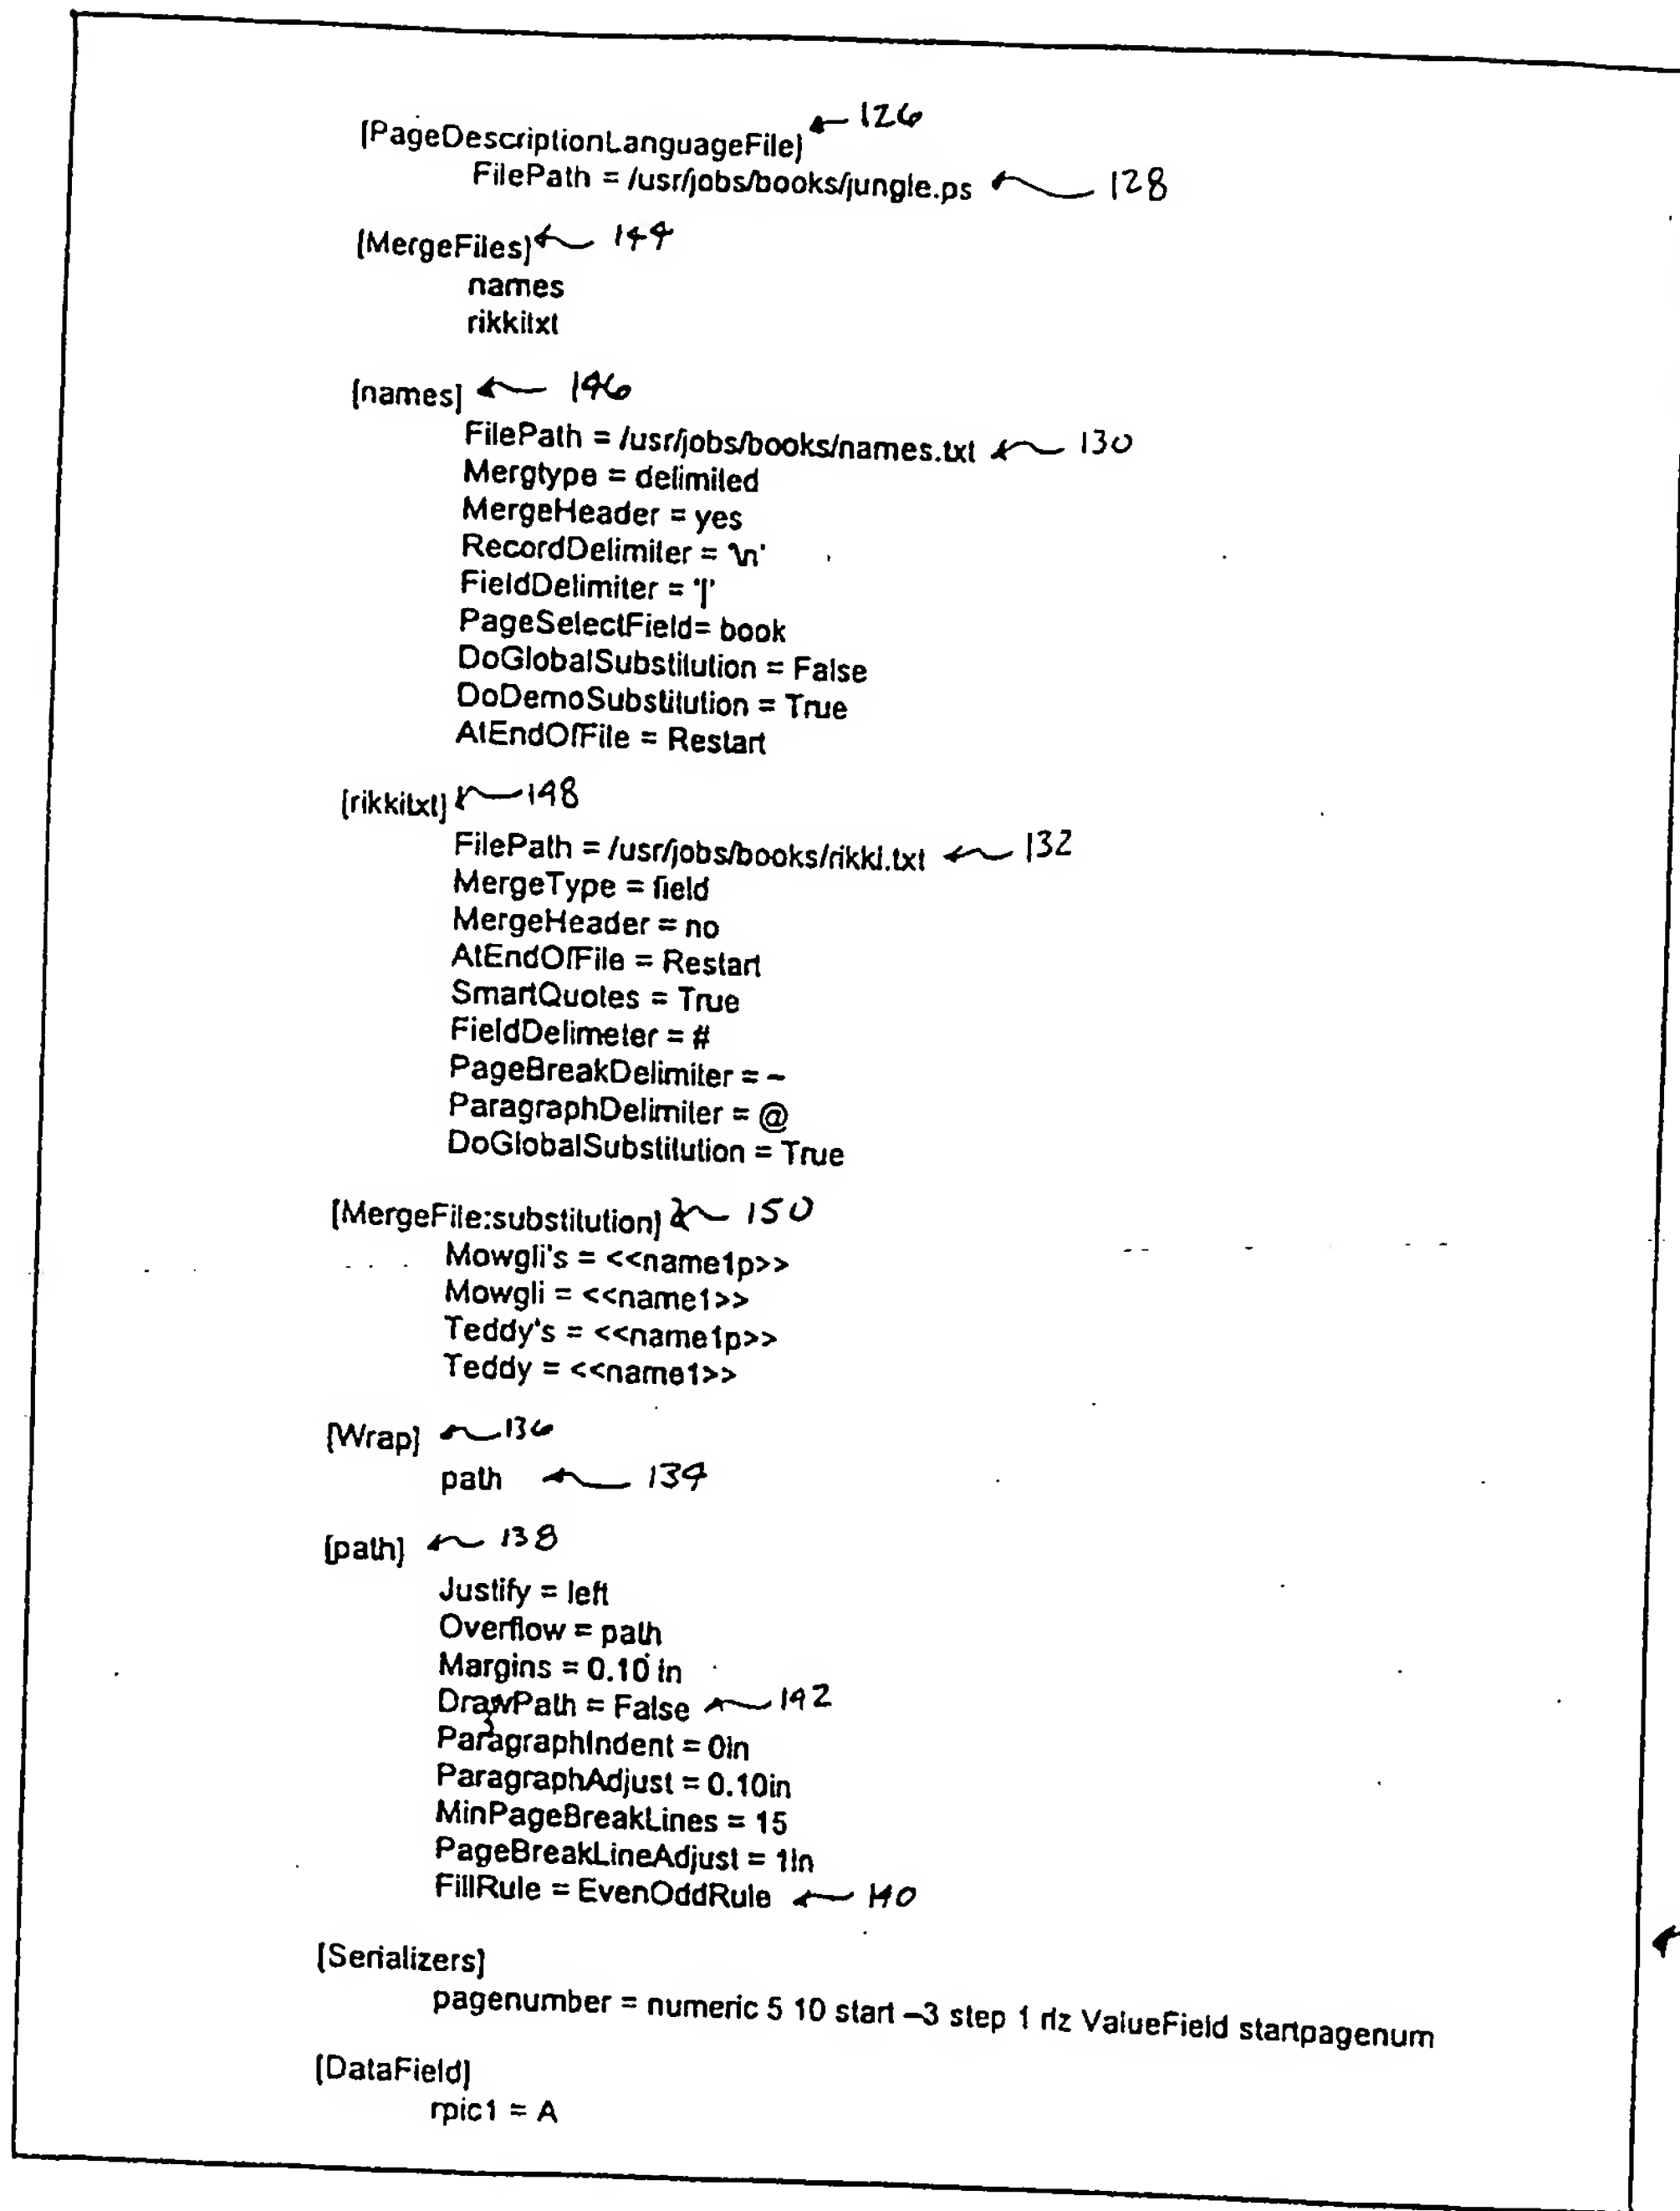 [PageDescriptionLanguageFile] 126
FilePath = /usr/jobs/books/jungle.ps 128
[MergeFiles] 144
names
rikkitxt
[names] 146
FilePath = /usr/jobs/books/names.txt 130
Mergtype = delimited
MergeHeader = yes
RecordDelimiter = '\n'
FieldDelimiter = '|'
PageSelectField= book
DoGlobalSubstitution = False
DoDemoSubstitution = True
AtEndOfFile = Restart
[rikkitxt] 148
FilePath = /usr/jobs/books/rikki.txt 132
MergeType = field
MergeHeader = no
AtEndOfFile = Restart
SmartQuotes = True
FieldDelimeter = #
PageBreakDelimiter = ~
ParagraphDelimiter = @
DoGlobalSubstitution = True
[MergeFile:substitution] 150
Mowgli's = <<name1p>>
Mowgli = <<name1>>
Teddy's = <<name1p>>
Teddy = <<name1>>
[Wrap] 136
path 134
[path] 138
Justify = left
Overflow = path
Margins = 0.10 in
DrawPath = False 142
ParagraphIndent = 0in
ParagraphAdjust = 0.10in
MinPageBreakLines = 15
PageBreakLineAdjust = 1in
FillRule = EvenOddRule 140
[Serializers]
pagenumber = numeric 5 10 start –3 step 1 rlz ValueField startpagenum
[DataField]
rpic1 = A